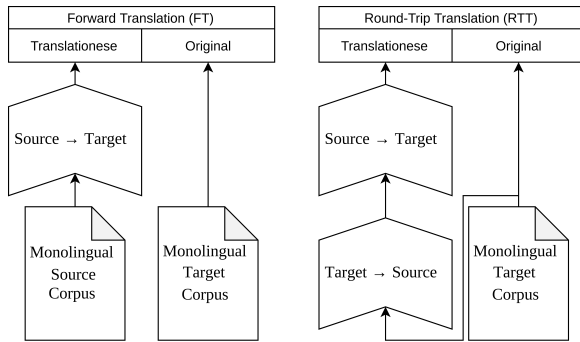 Forward Translation (FT)
Translationese
Original
Source → Target
Monolingual
Source
Corpus
Monolingual
Target
Corpus
Round-Trip Translation (RTT)
Translationese
Original
Source → Target
Target → Source
Monolingual
Target
Corpus